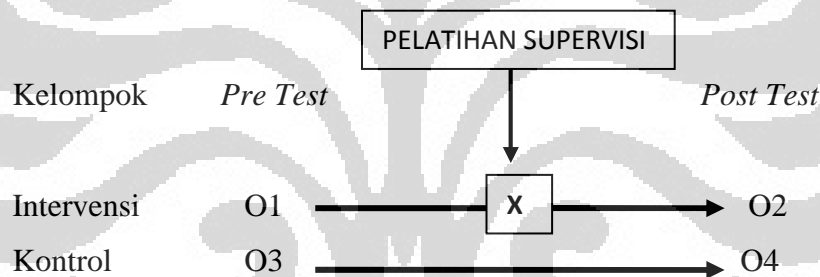 PELATIHAN SUPERVISI
Kelompok Pre Test Post Test
Intervensi O1 X O2
Kontrol O3 O4